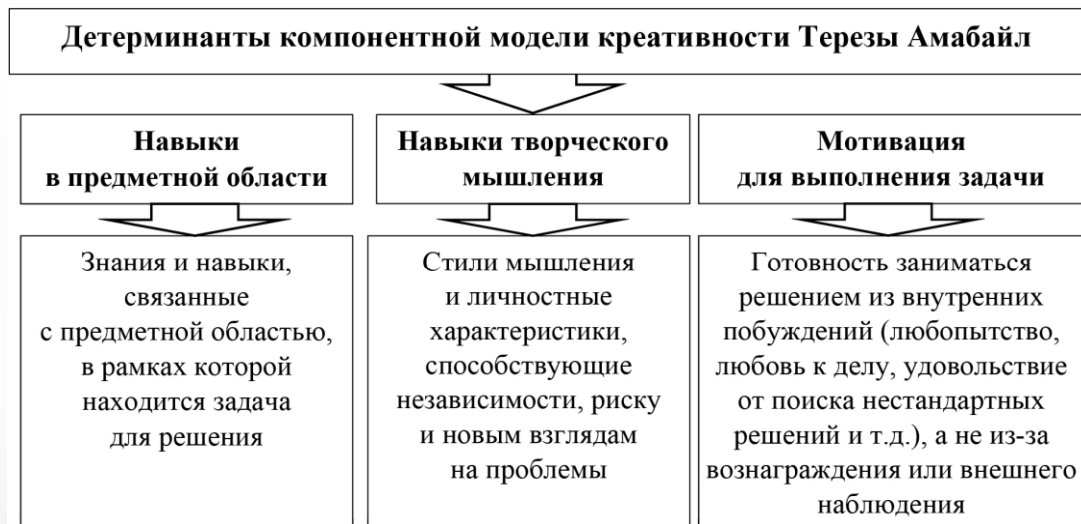 Детерминанты компонентной модели креативности Терезы Амабайл
Навыки
в предметной области
Навыки творческого
мышления
Мотивация
для выполнения задачи
Знания и навыки,
связанные
с предметной областью,
в рамках которой
находится задача
для решения
Стили мышления
и личностные
характеристики,
способствующие
независимости, риску
и новым взглядам
на проблемы
Готовность заниматься
решением из внутренних
побуждений (любопытство,
любовь к делу, удовольствие
от поиска нестандартных
решений и т.д.), а не из-за
вознаграждения или внешнего
наблюдения